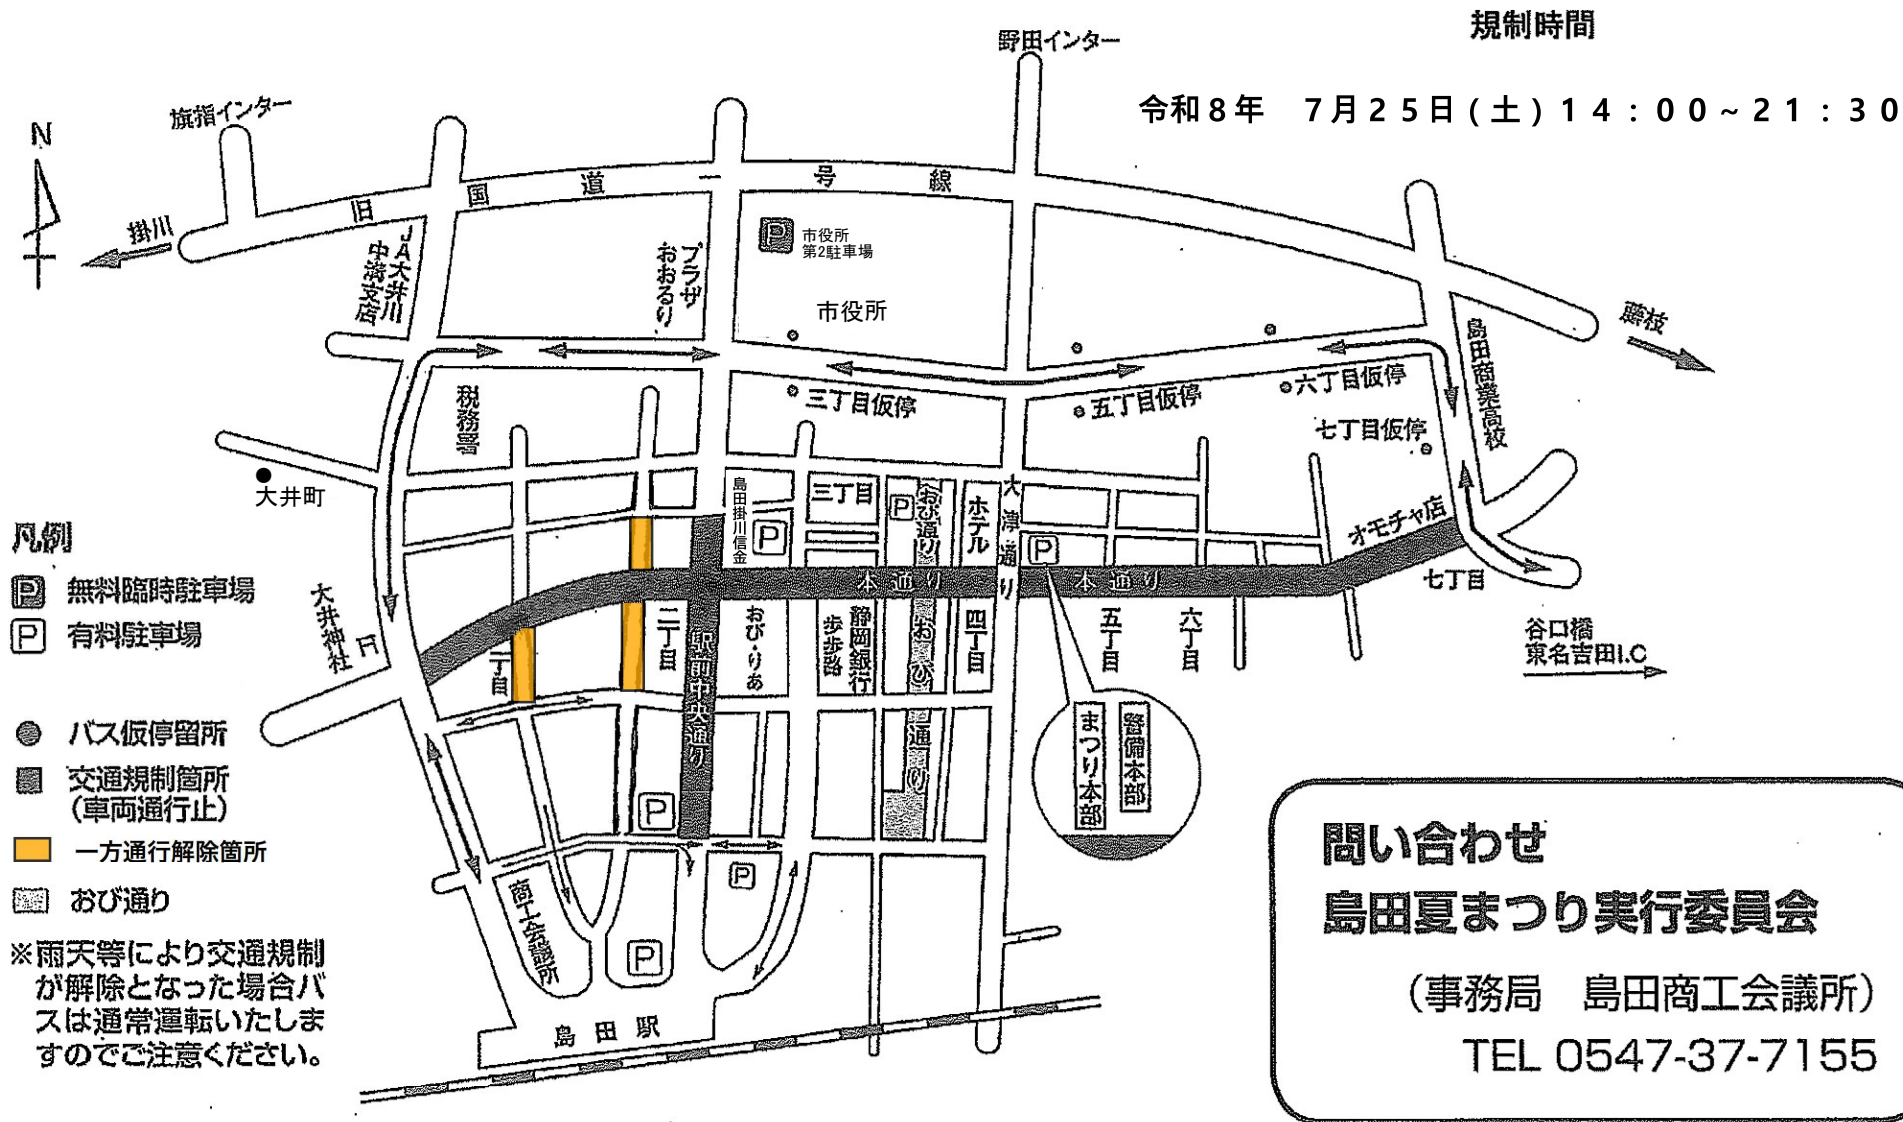 規制時間
令和８年　７月２５日(土)１４：００~２１：３０
野田インター
旗指インター
N
掛川
旧国道一号線
JA大井川
中溝支店
プラザ
おおるり
P
市役所
第2駐車場
市役所
藤枝
島田商業高校
税務署
三丁目仮停
五丁目仮停
六丁目仮停
七丁目仮停
大井町
島田掛川信金
P
三丁目
P
おび通り
ホテル
大津通り
P
オモチャ店
七丁目
本通り
本通り
大井神社
一丁目
二丁目
駅前中央通り
おび・りあ
歩歩路
静岡銀行
おび通り
四丁目
五丁目
六丁目
谷口橋
東名吉田I.C
警備本部
まつり本部
P
P
P
商工会議所
島田駅
凡例
P 無料臨時駐車場
P 有料駐車場
バス仮停留所
交通規制箇所
(車両通行止)
一方通行解除箇所
おび通り
※雨天等により交通規制
が解除となった場合バ
スは通常運転いたしま
すのでご注意ください。
問い合わせ
島田夏まつり実行委員会
（事務局　島田商工会議所）
TEL 0547-37-7155